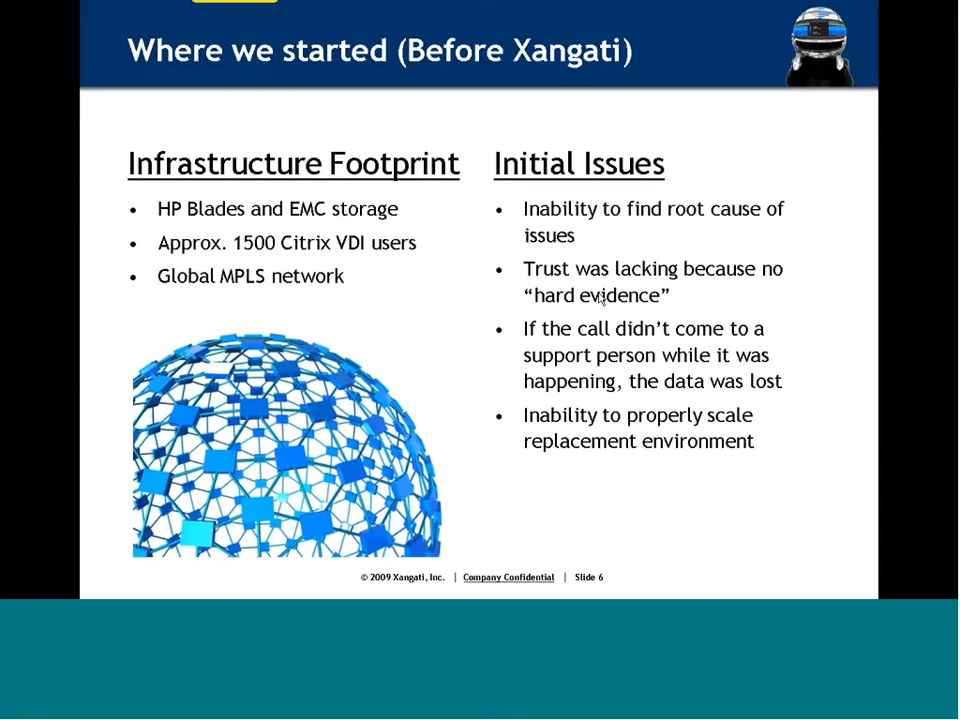 Where we started (Before Xangati)
Infrastructure Footprint
• HP Blades and EMC storage
• Approx. 1500 Citrix VDI users
• Global MPLS network
Initial Issues
• Inability to find root cause of
issues
• Trust was lacking because no
“hard evidence”
• If the call didn’t come to a
support person while it was
happening, the data was lost
• Inability to properly scale
replacement environment
© 2009 Xangati, Inc. | Company Confidential | Slide 6